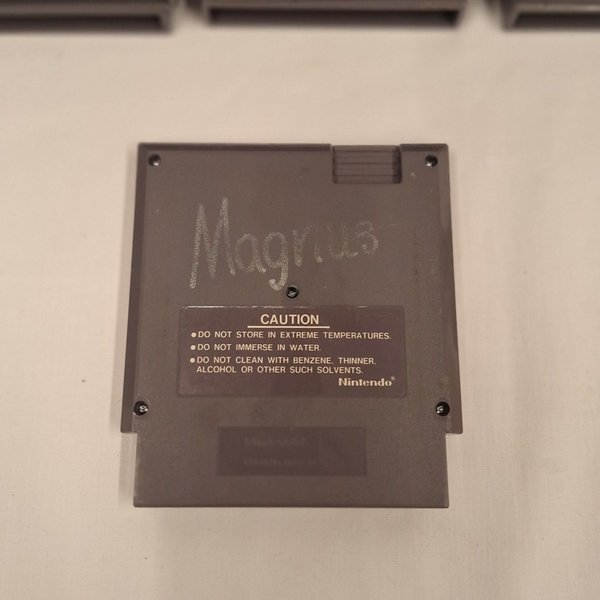 Magnus
CAUTION
● DO NOT STORE IN EXTREME TEMPERATURES.
● DO NOT IMMERSE IN WATER.
● DO NOT CLEAN WITH BENZENE, THINNER,
ALCOHOL OR OTHER SUCH SOLVENTS.
Nintendo®